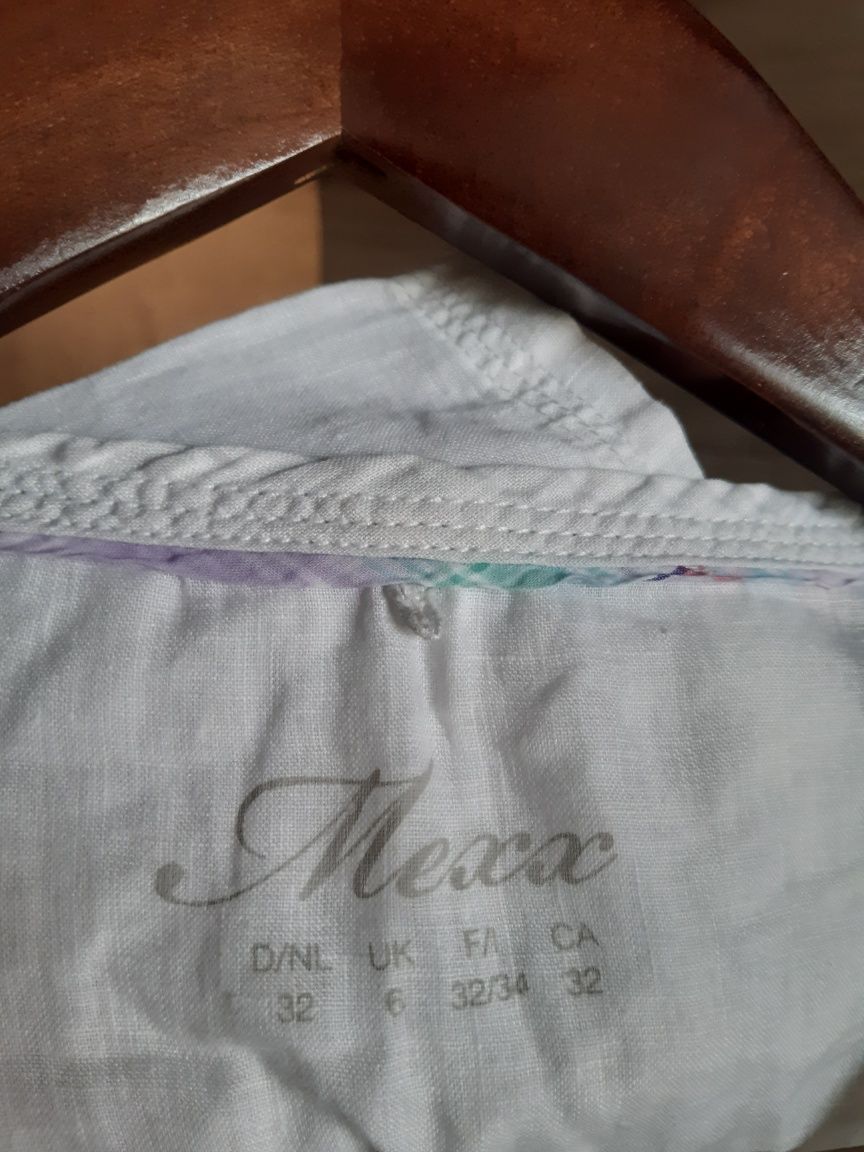 Mexx
D/NL UK F/I CA
32 6 32/34 32